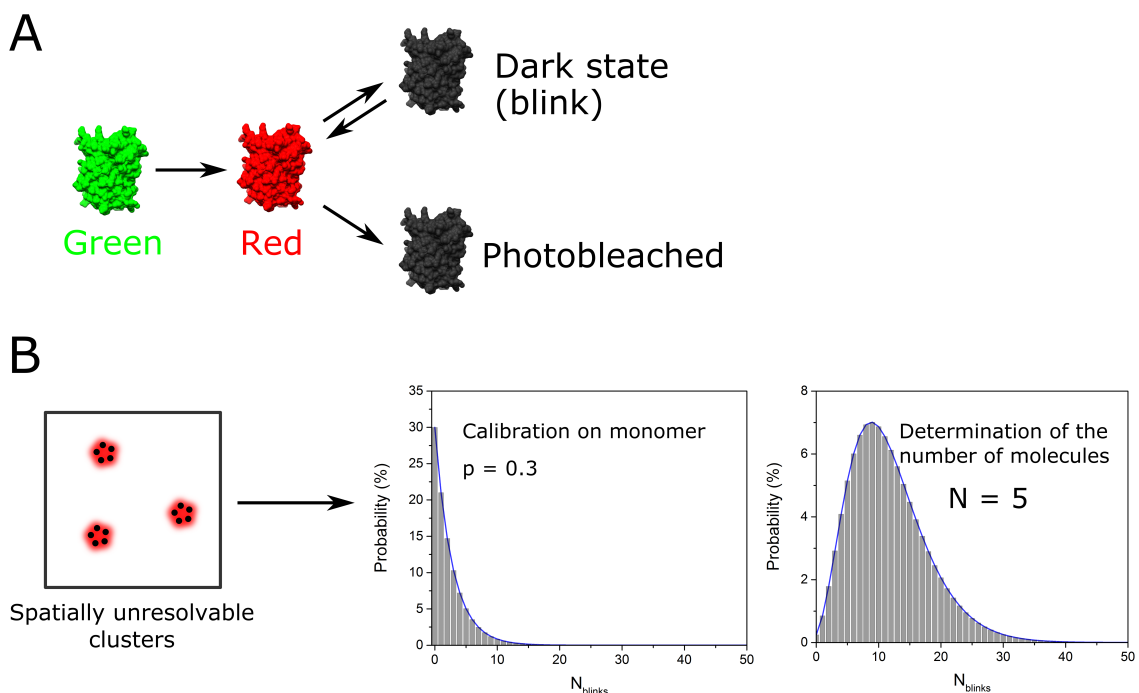 A
Dark state
(blink)
Green
Red
Photobleached
B
Spatially unresolvable
clusters
Probability (%)
35
30
25
20
15
10
5
0
Calibration on monomer
p = 0.3
0 10 20 30 40 50
N blinks
Probability (%)
8
6
4
2
0
Determination of the
number of molecules
N = 5
0 10 20 30 40 50
N blinks